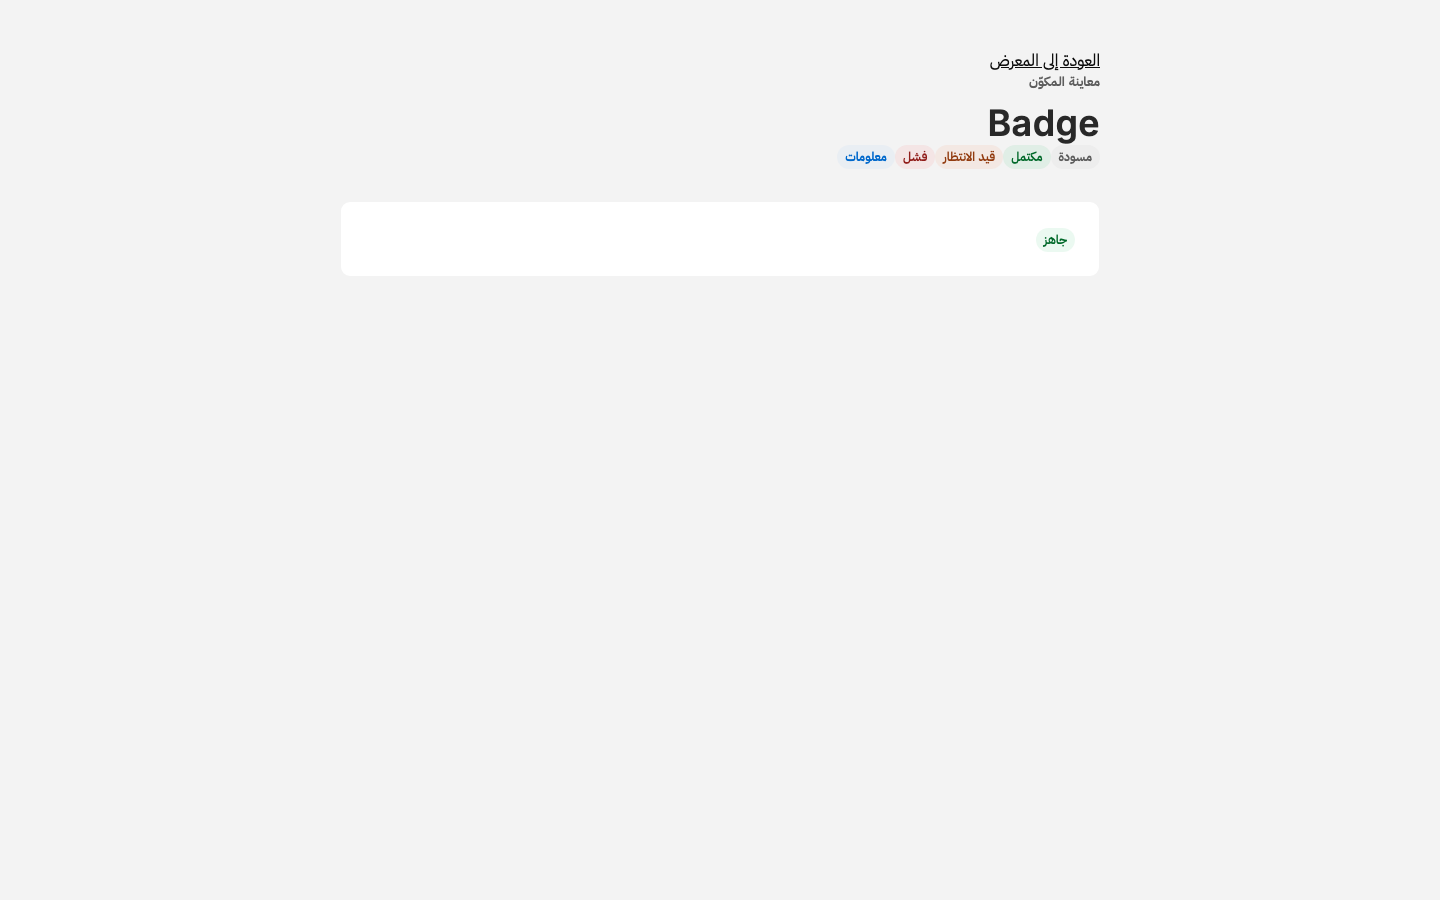 العودة إلى المعرض
معاينة المكوّن
Badge
مسودة مكتمل قيد الانتظار فشل معلومات
جاهز